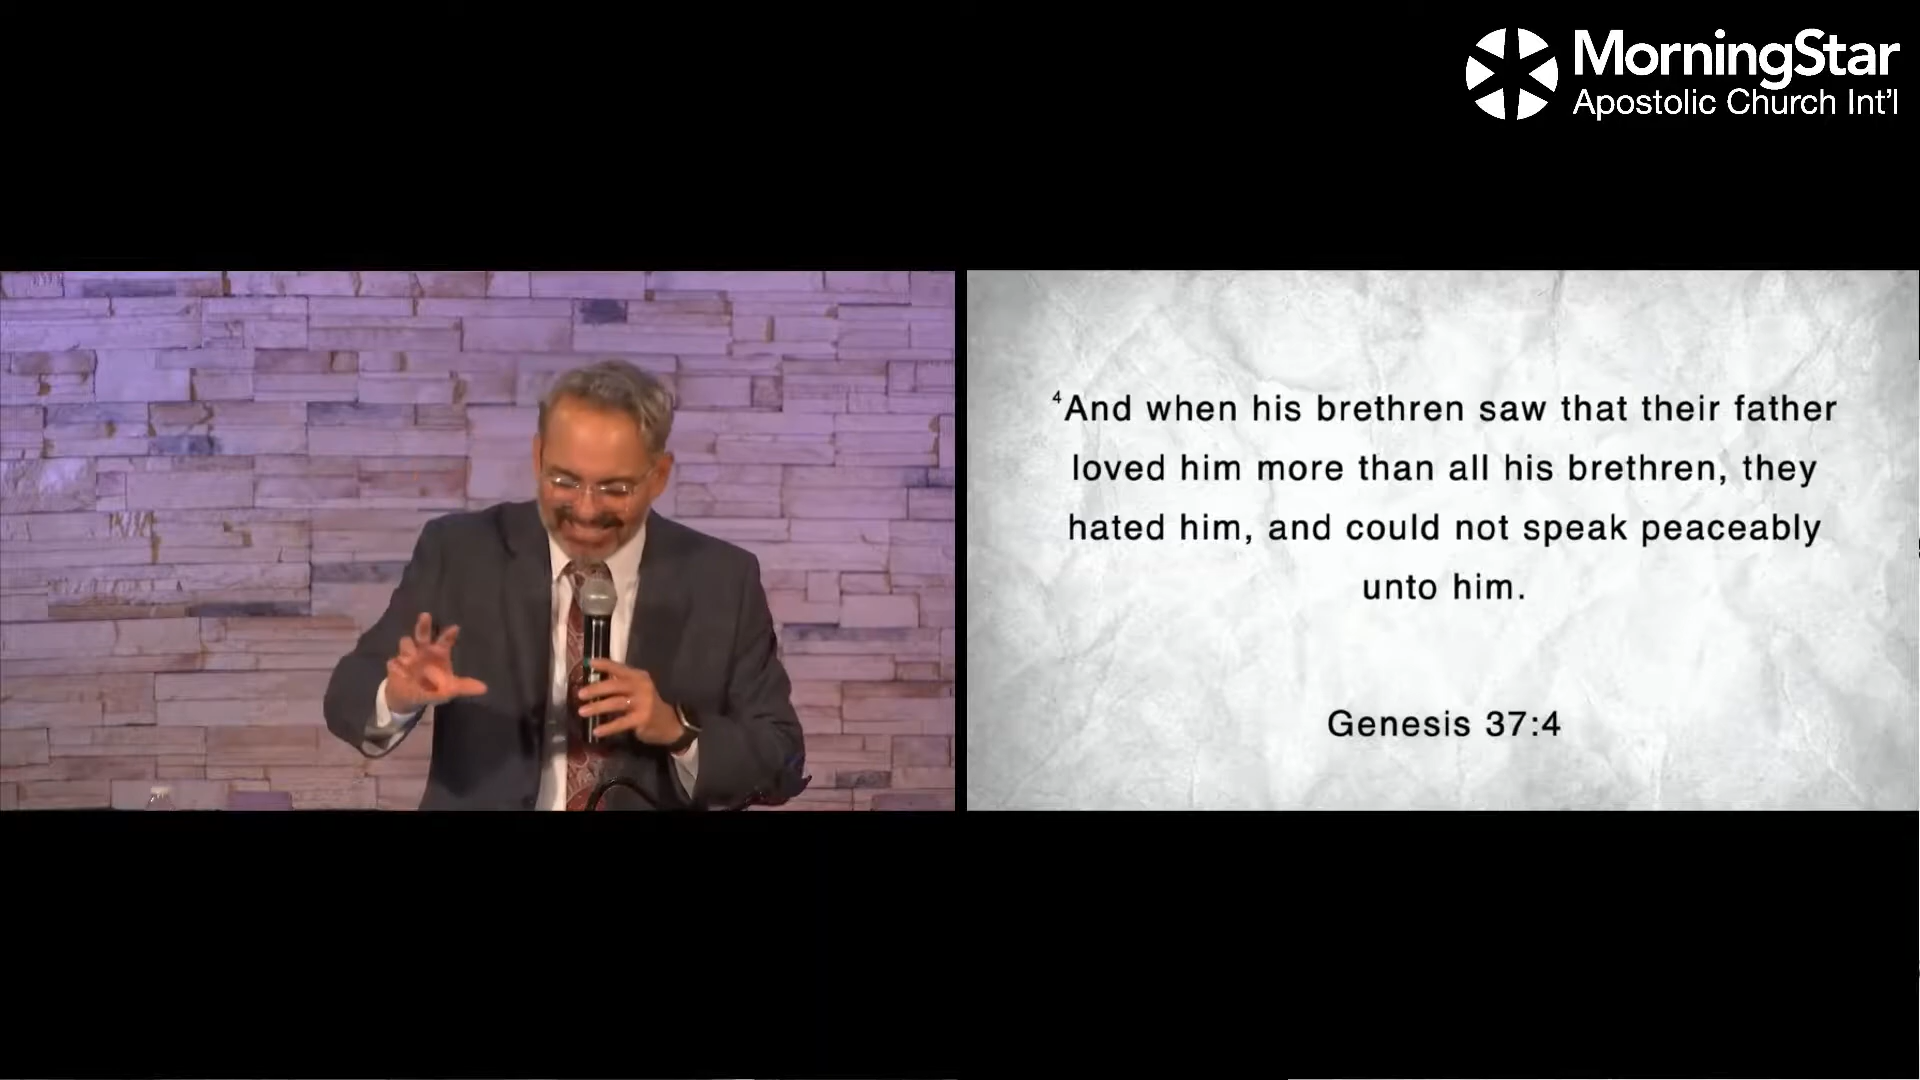 MorningStar
Apostolic Church Int'l
4And when his brethren saw that their father
loved him more than all his brethren, they
hated him, and could not speak peaceably
unto him.
Genesis 37:4